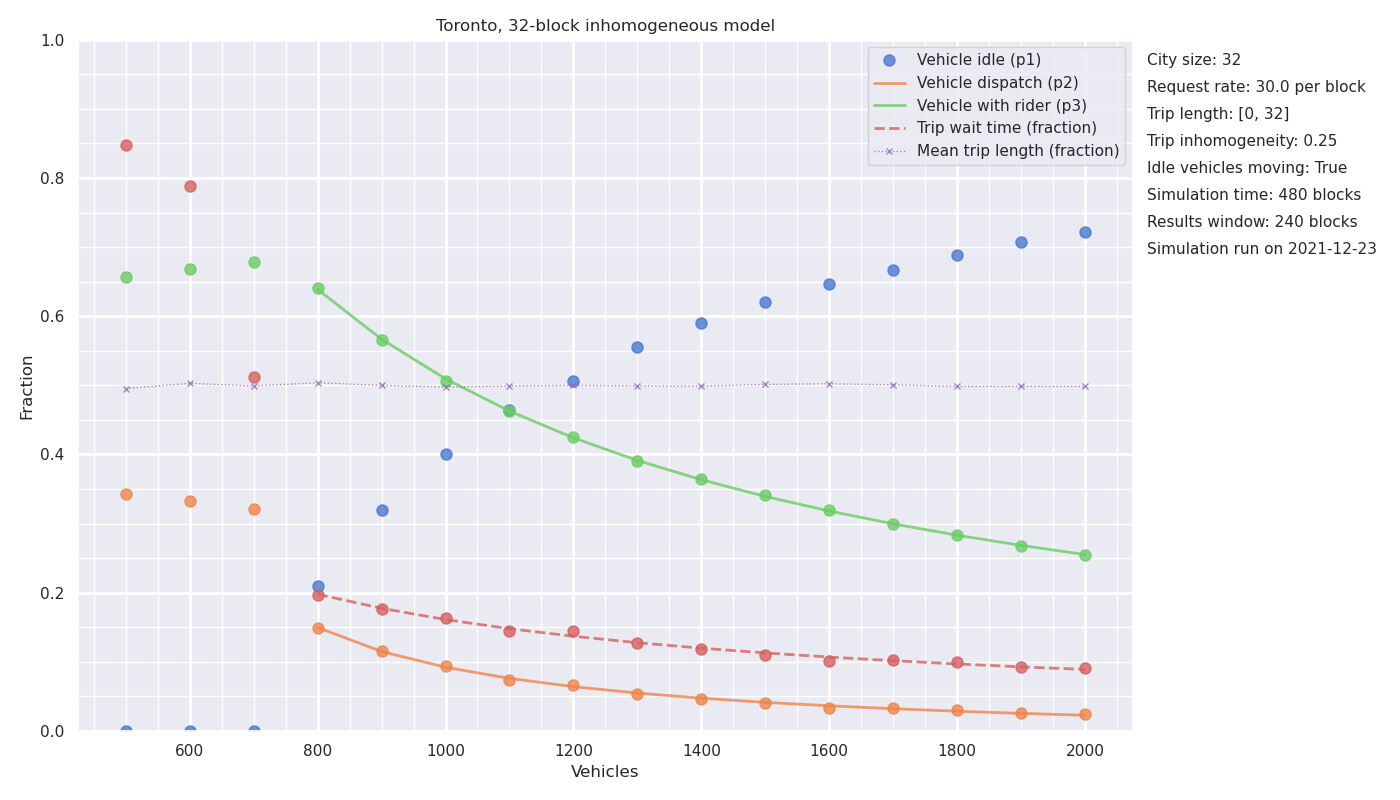 Toronto, 32-block inhomogeneous model
1.0
0.8
0.6
0.4
0.2
0.0
Fraction
600
800
1000
1200
1400
1600
1800
2000
Vehicles
Vehicle idle (p1)
Vehicle dispatch (p2)
Vehicle with rider (p3)
Trip wait time (fraction)
Mean trip length (fraction)
City size: 32
Request rate: 30.0 per block
Trip length: [0, 32]
Trip inhomogeneity: 0.25
Idle vehicles moving: True
Simulation time: 480 blocks
Results window: 240 blocks
Simulation run on 2021-12-23